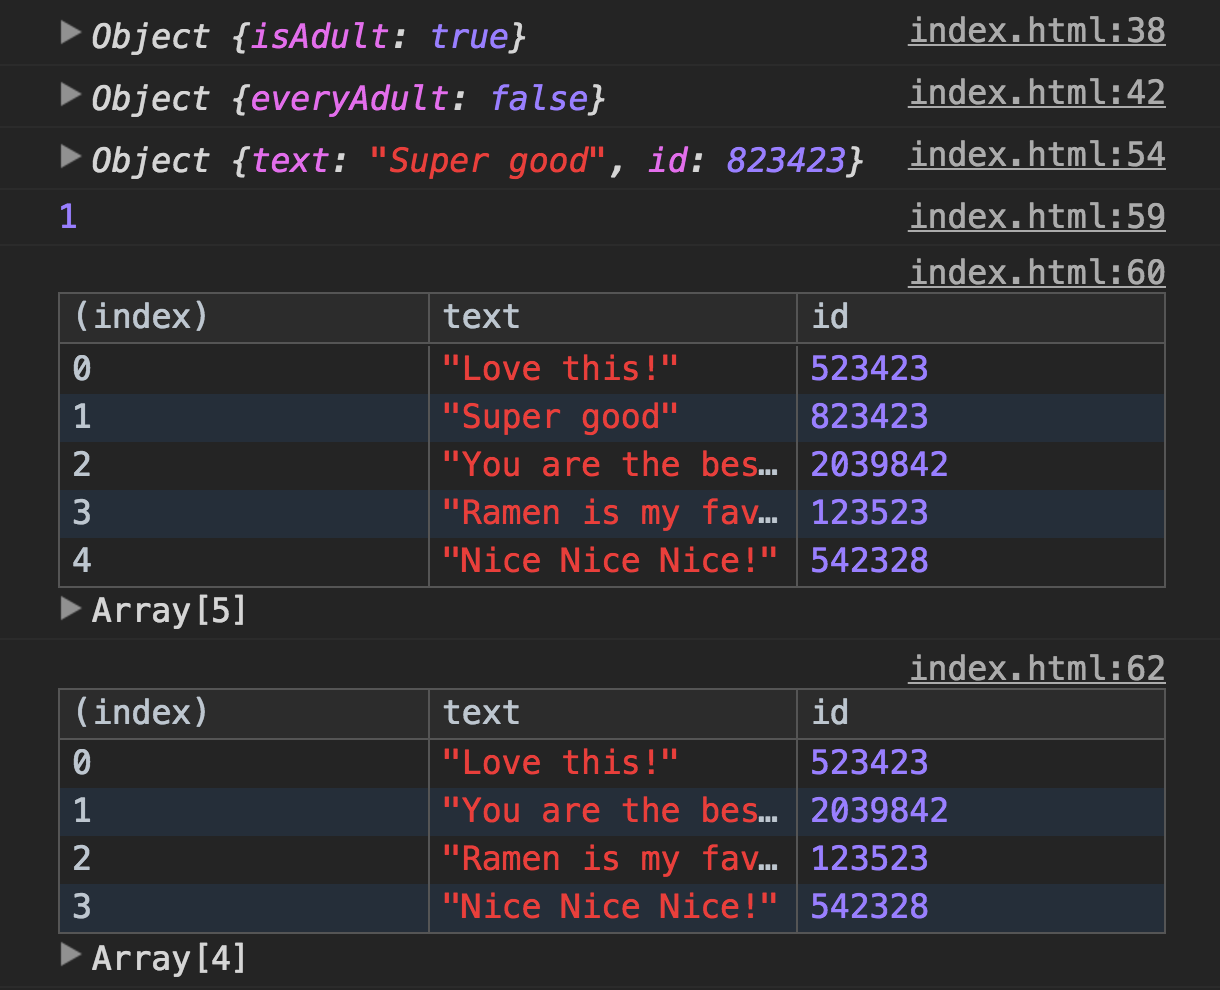 Object {isAdult: true} index.html:38
Object {everyAdult: false} index.html:42
Object {text: "Super good", id: 823423} index.html:54
1 index.html:59
index.html:60
(index) text id
0 "Love this!" 523423
1 "Super good" 823423
2 "You are the bes… 2039842
3 "Ramen is my fav… 123523
4 "Nice Nice Nice!" 542328
Array[5]
index.html:62
(index) text id
0 "Love this!" 523423
1 "You are the bes… 2039842
2 "Ramen is my fav… 123523
3 "Nice Nice Nice!" 542328
Array[4]